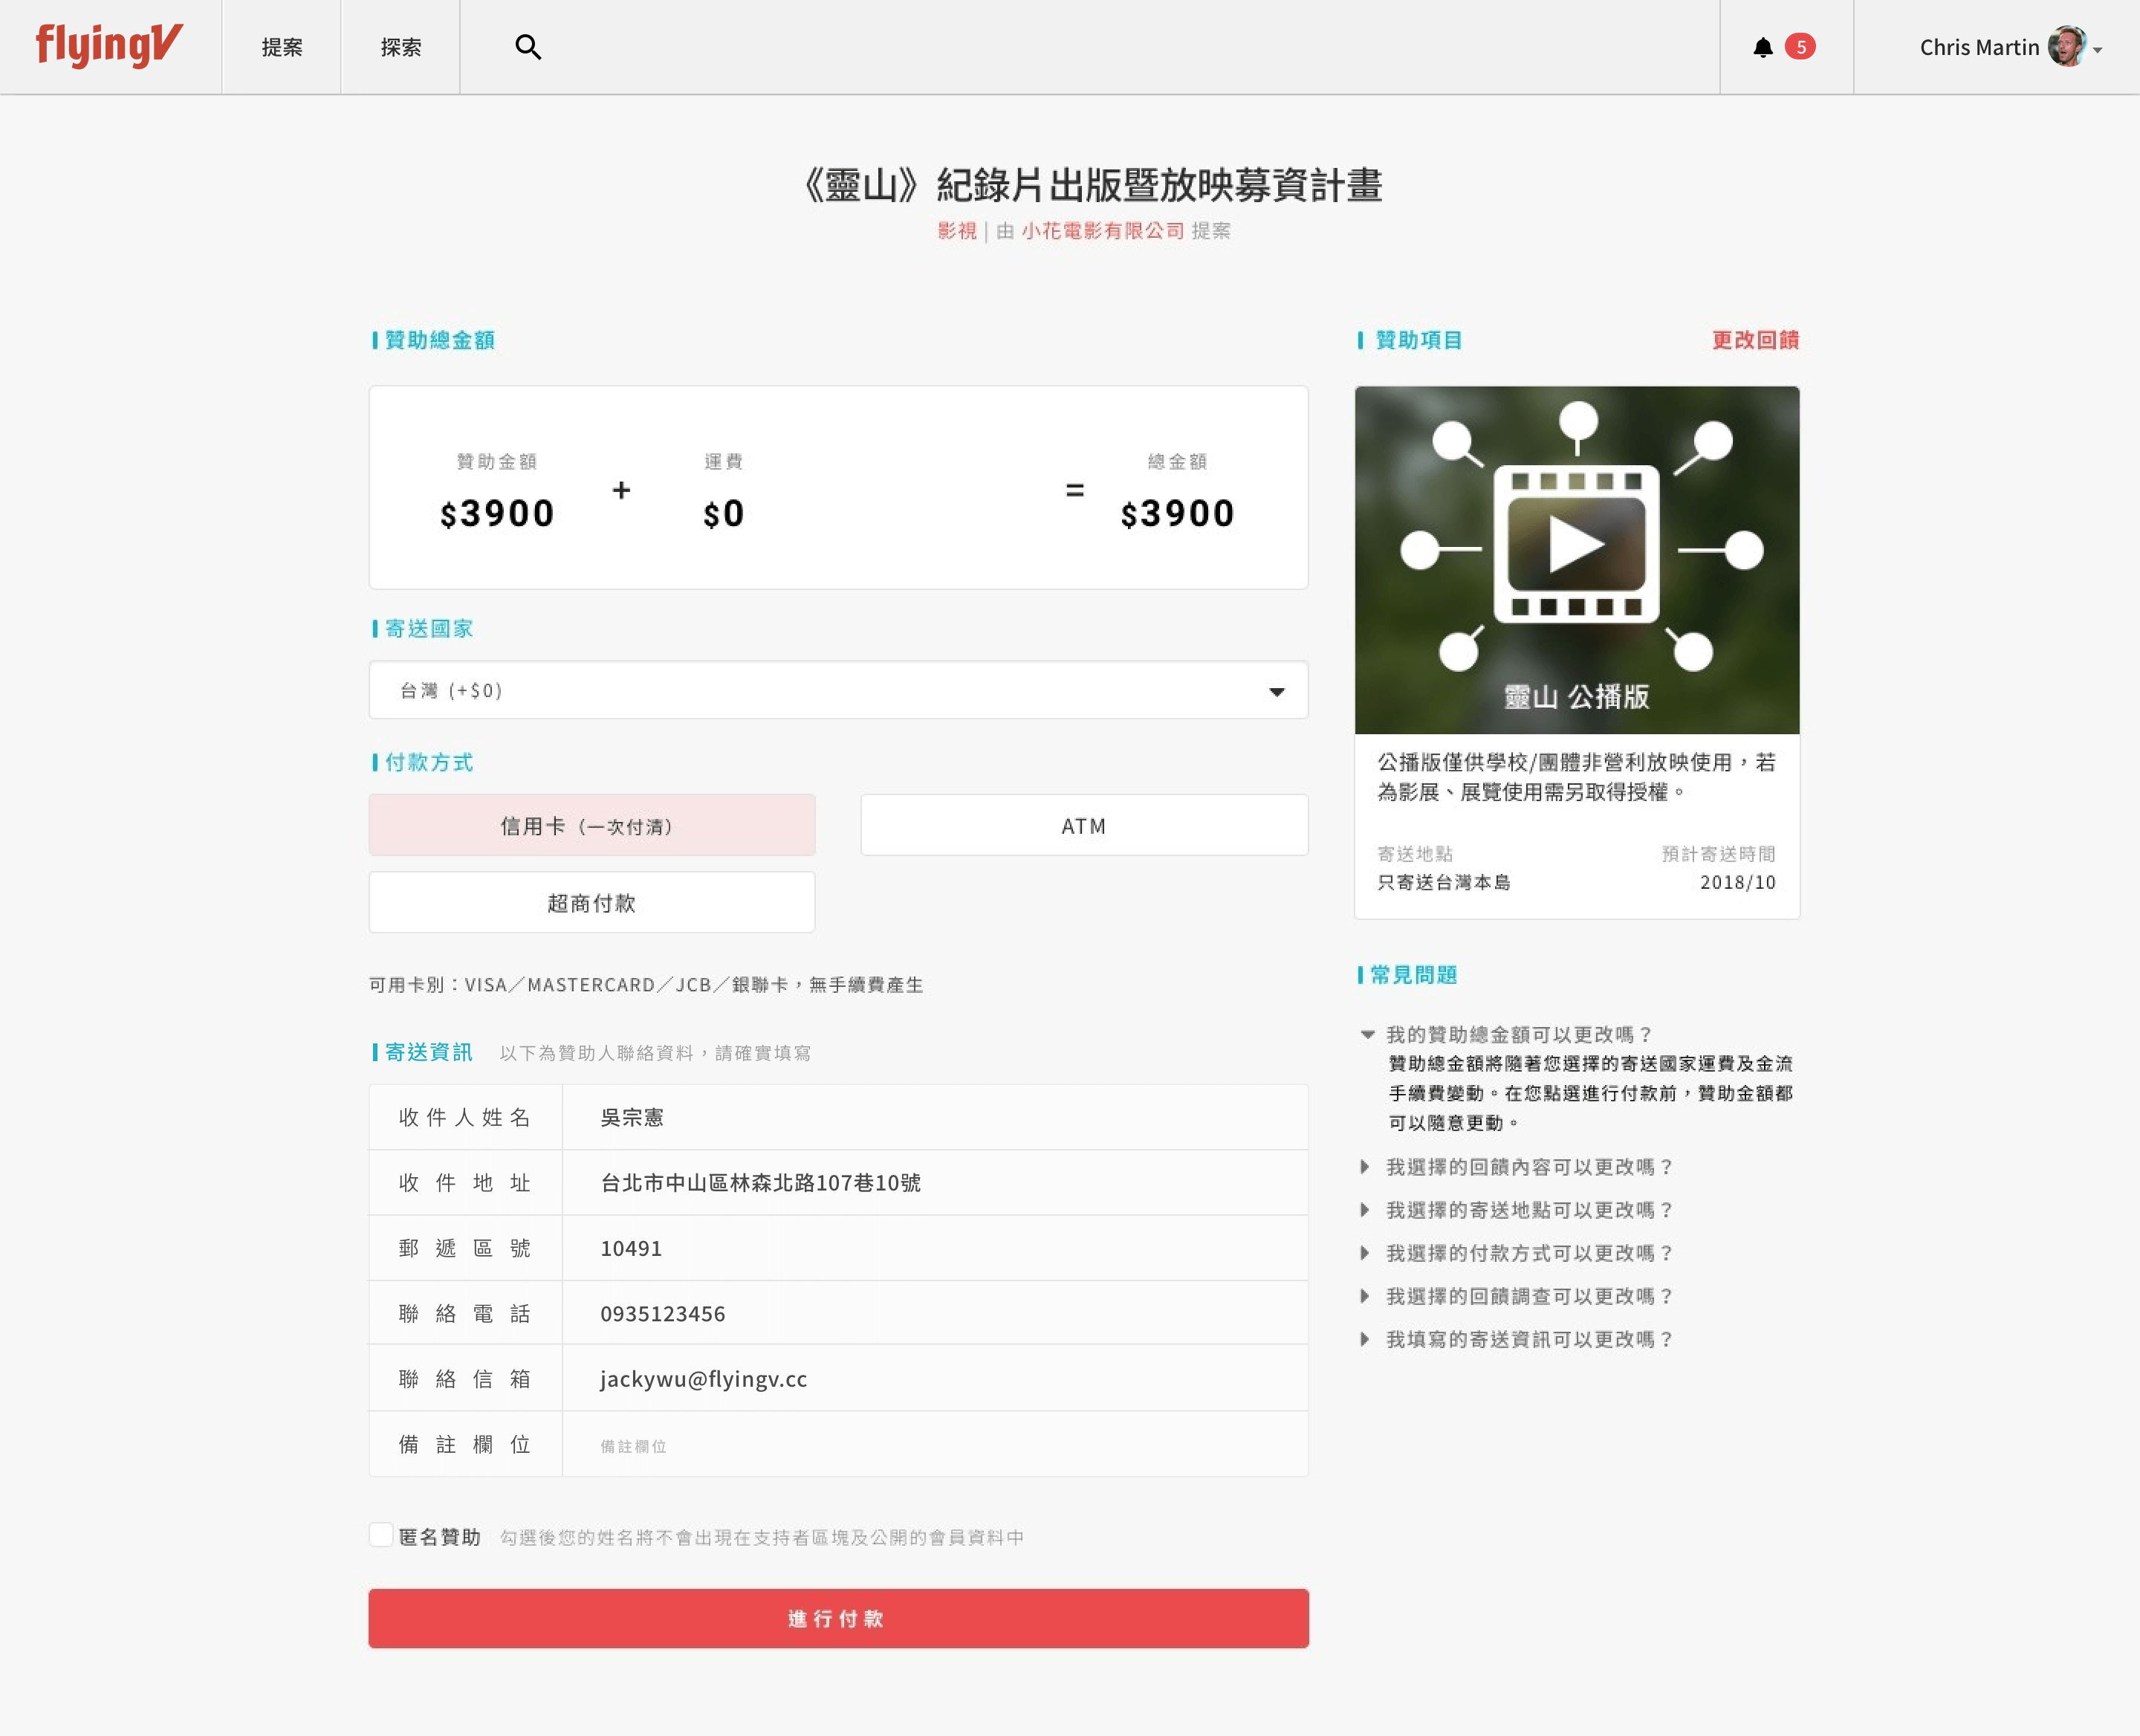 flyingV
提案
探索
5
Chris Martin
《靈山》紀錄片出版暨放映募資計畫
影視 | 由 小花電影有限公司 提案
贊助總金額
贊助金額
$3900
+
運費
$0
=
總金額
$3900
寄送國家
台灣 (+$0)
付款方式
信用卡（一次付清）
ATM
超商付款
可用卡別：VISA／MASTERCARD／JCB／銀聯卡，無手續費產生
寄送資訊 以下為贊助人聯絡資料，請確實填寫
收件人姓名 吳宗憲
收件地址 台北市中山區林森北路107巷10號
郵遞區號 10491
聯絡電話 0935123456
聯絡信箱 jackywu@flyingv.cc
備註欄位 備註欄位
匿名贊助 勾選後您的姓名將不會出現在支持者區塊及公開的會員資料中
進行付款
贊助項目
更改回饋
靈山 公播版
公播版僅供學校/團體非營利放映使用，若
為影展、展覽使用需另取得授權。
寄送地點
只寄送台灣本島
預計寄送時間
2018/10
常見問題
我的贊助總金額可以更改嗎？
贊助總金額將隨著您選擇的寄送國家運費及金流
手續費變動。在您點選進行付款前，贊助金額都
可以隨意更動。
我選擇的回饋內容可以更改嗎？
我選擇的寄送地點可以更改嗎？
我選擇的付款方式可以更改嗎？
我選擇的回饋調查可以更改嗎？
我填寫的寄送資訊可以更改嗎？